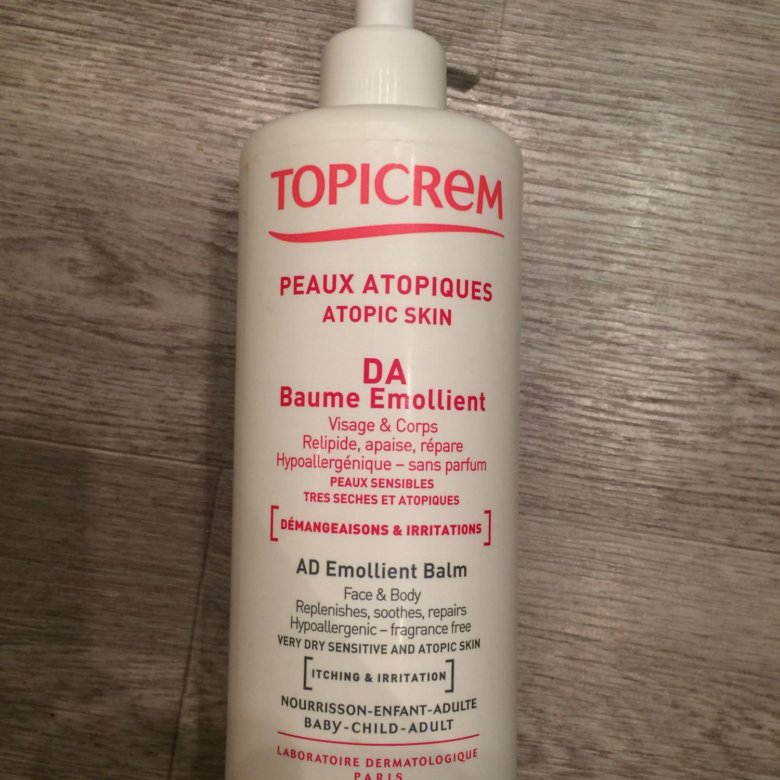 TOPICREM
PEAUX ATOPIQUES
ATOPIC SKIN
DA
Baume Emollient
Visage & Corps
Relipide, apaise, répare
Hypoallergénique – sans parfum
PEAUX SENSIBLES
TRES SECHES ET ATOPIQUES
[DÉMANGEAISONS & IRRITATIONS]
AD Emollient Balm
Face & Body
Replenishes, soothes, repairs
Hypoallergenic – fragrance free
VERY DRY SENSITIVE AND ATOPIC SKIN
[ITCHING & IRRITATION]
NOURRISSON-ENFANT-ADULTE
BABY-CHILD-ADULT
LABORATOIRE DERMATOLOGIQUE
PARIS